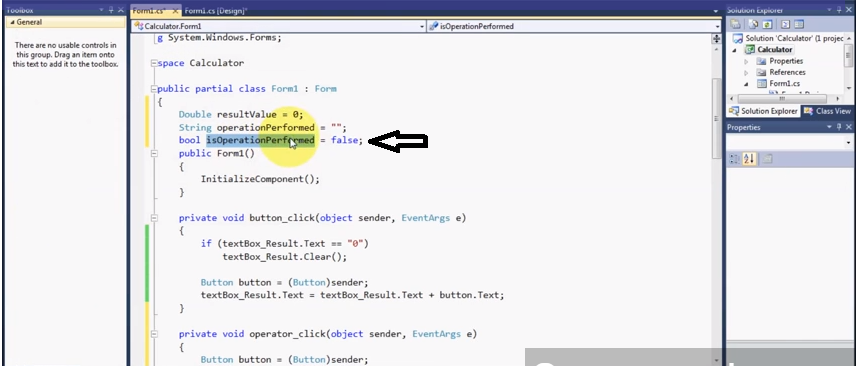 Toolbox
General
There are no usable controls in
this group. Drag an item onto
this text to add it to the toolbox.
Form1.cs*
Form1.cs [Design]*
Calculator.Form1
isOperationPerformed
g System.Windows.Forms;
space Calculator
public partial class Form1 : Form
{
Double resultValue = 0;
String operationPerformed = "";
bool isOperationPerformed = false;
public Form1()
{
InitializeComponent();
}
private void button_click(object sender, EventArgs e)
{
if (textBox_Result.Text == "0")
textBox_Result.Clear();
Button button = (Button)sender;
textBox_Result.Text = textBox_Result.Text + button.Text;
}
private void operator_click(object sender, EventArgs e)
{
Button button = (Button)sender;
Solution Explorer
Solution 'Calculator' (1 projec
Calculator
Properties
References
Form1.cs
Solution Explorer
Class View
Properties